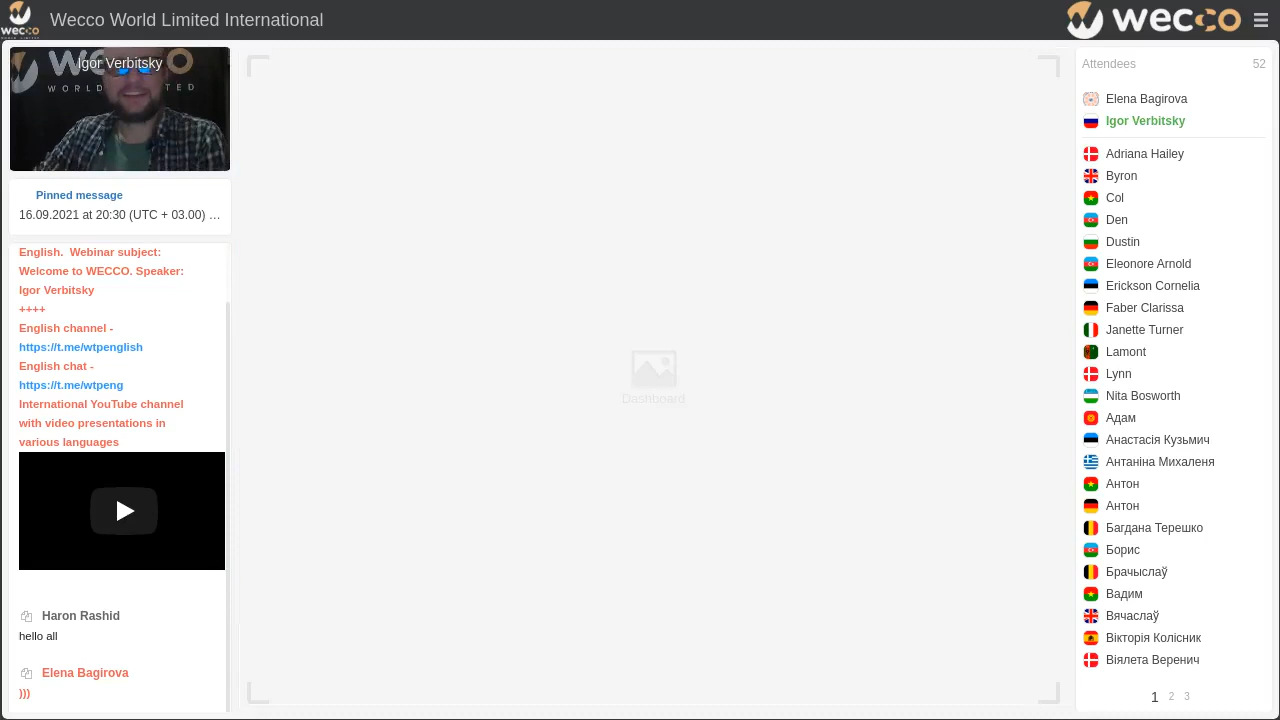 wecco
Wecco World Limited International
wecco
Igor Verbitsky
Pinned message
16.09.2021 at 20:30 (UTC + 03.00) …
English. Webinar subject:
Welcome to WECCO. Speaker:
Igor Verbitsky
++++
English channel -
https://t.me/wtpenglish
English chat -
https://t.me/wtpeng
International YouTube channel
with video presentations in
various languages
Haron Rashid
hello all
Elena Bagirova
)))
Dashboard
Attendees 52
Elena Bagirova
Igor Verbitsky
Adriana Hailey
Byron
Col
Den
Dustin
Eleonore Arnold
Erickson Cornelia
Faber Clarissa
Janette Turner
Lamont
Lynn
Nita Bosworth
Адам
Анастасія Кузьмич
Антаніна Михаленя
Антон
Антон
Багдана Терешко
Борис
Брачыслаў
Вадим
Вячаслаў
Вікторія Колісник
Віялета Веренич
1 2 3